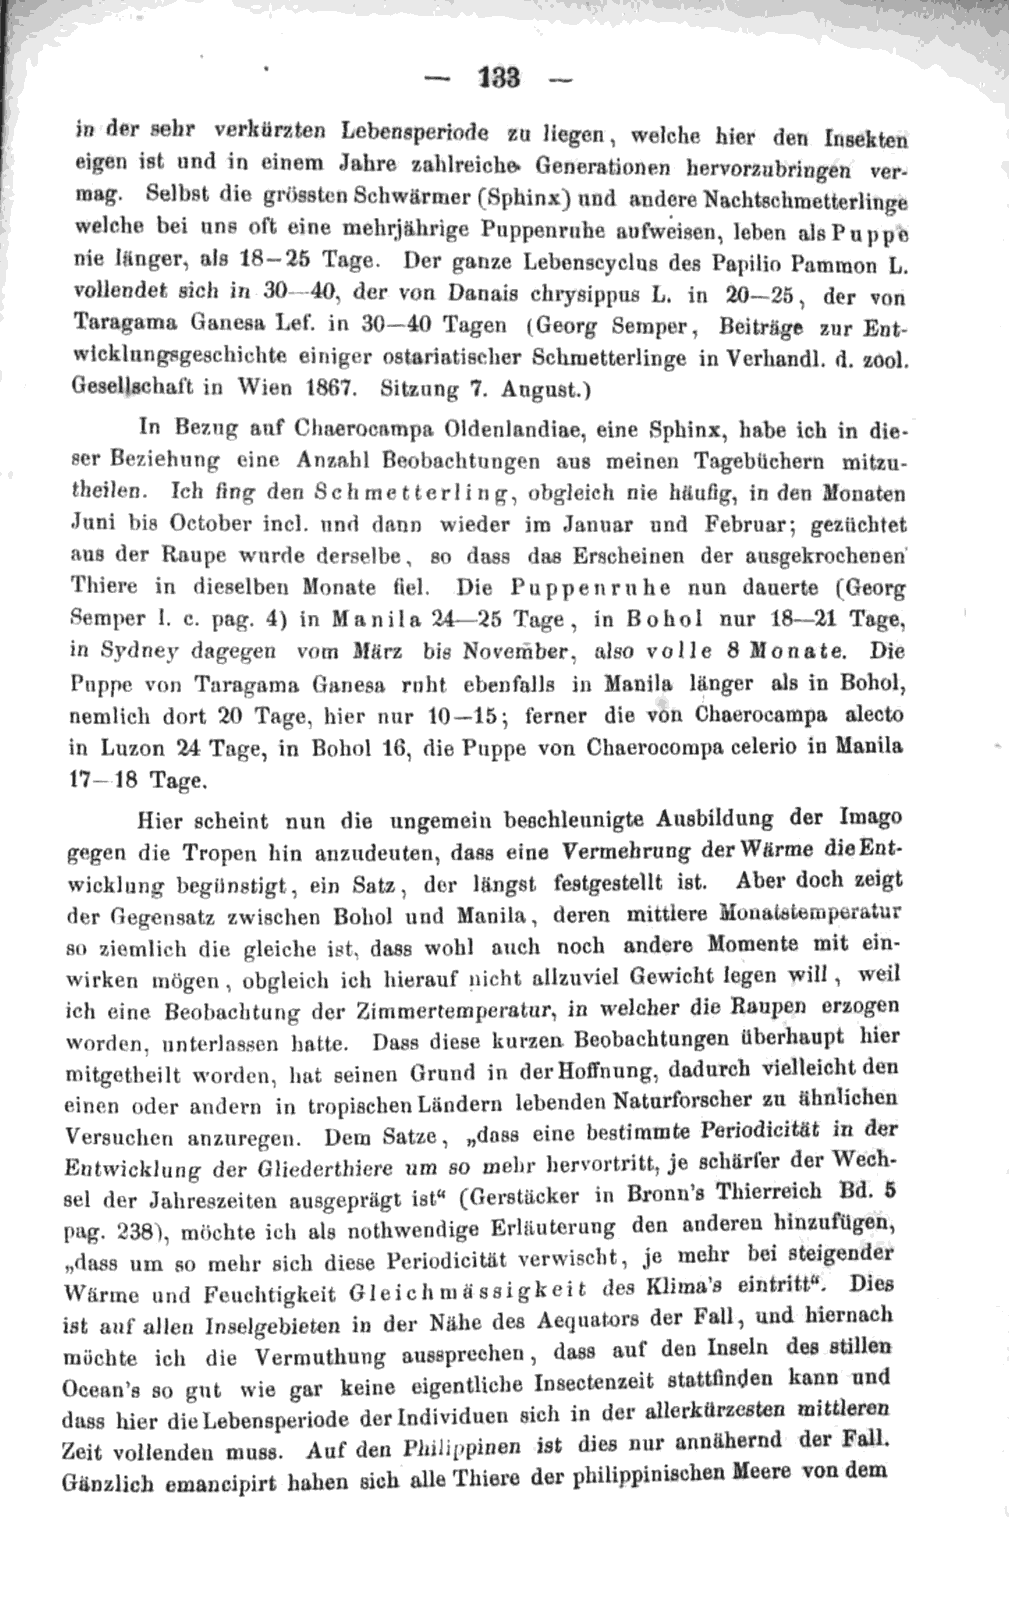 — 133 —
in der sehr verkürzten Lebensperiode zu liegen, welche hier den Insekten
eigen ist und in einem Jahre zahlreiche Generationen hervorzubringen ver-
mag. Selbst die grössten Schwärmer (Sphinx) und andere Nachtschmetterlinge
welche bei uns oft eine mehrjährige Puppenruhe aufweisen, leben als Puppe
nie länger, als 18—25 Tage. Der ganze Lebenscyclus des Papilio Pammon L.
vollendet sich in 30—40, der von Danais chrysippus L. in 20—25, der von
Taragama Ganesa Lef. in 30—40 Tagen (Georg Semper, Beiträge zur Ent-
wicklungsgeschichte einiger ostariatischer Schmetterlinge in Verhandl. d. zool.
Gesellschaft in Wien 1867. Sitzung 7. August.)
In Bezug auf Chaerocampa Oldenlandiae, eine Sphinx, habe ich in die-
ser Beziehung eine Anzahl Beobachtungen aus meinen Tagebüchern mitzu-
theilen. Ich fing den Schmetterling, obgleich nie häufig, in den Monaten
Juni bis October incl. und dann wieder im Januar und Februar; gezüchtet
aus der Raupe wurde derselbe, so dass das Erscheinen der ausgekrochenen
Thiere in dieselben Monate fiel. Die Puppenruhe nun dauerte (Georg
Semper l. c. pag. 4) in Manila 24—25 Tage, in Bohol nur 18—21 Tage,
in Sydney dagegen vom März bis November, also volle 8 Monate. Die
Puppe von Taragama Ganesa ruht ebenfalls in Manila länger als in Bohol,
nemlich dort 20 Tage, hier nur 10—15; ferner die von Chaerocampa alecto
in Luzon 24 Tage, in Bohol 16, die Puppe von Chaerocompa celerio in Manila
17—18 Tage.
Hier scheint nun die ungemein beschleunigte Ausbildung der Imago
gegen die Tropen hin anzudeuten, dass eine Vermehrung der Wärme die Ent-
wicklung begünstigt, ein Satz, der längst festgestellt ist. Aber doch zeigt
der Gegensatz zwischen Bohol und Manila, deren mittlere Monatstemperatur
so ziemlich die gleiche ist, dass wohl auch noch andere Momente mit ein-
wirken mögen, obgleich ich hierauf nicht allzuviel Gewicht legen will, weil
ich eine Beobachtung der Zimmertemperatur, in welcher die Raupen erzogen
worden, unterlassen hatte. Dass diese kurzen Beobachtungen überhaupt hier
mitgetheilt worden, hat seinen Grund in der Hoffnung, dadurch vielleicht den
einen oder andern in tropischen Ländern lebenden Naturforscher zu ähnlichen
Versuchen anzuregen. Dem Satze, „dass eine bestimmte Periodicität in der
Entwicklung der Gliederthiere um so mehr hervortritt, je schärfer der Wech-
sel der Jahreszeiten ausgeprägt ist“ (Gerstäcker in Bronn's Thierreich Bd. 5
pag. 238), möchte ich als nothwendige Erläuterung den anderen hinzufügen,
„dass um so mehr sich diese Periodicität verwischt, je mehr bei steigender
Wärme und Feuchtigkeit Gleichmässigkeit des Klima's eintritt“. Dies
ist auf allen Inselgebieten in der Nähe des Aequators der Fall, und hiernach
möchte ich die Vermuthung aussprechen, dass auf den Inseln des stillen
Ocean's so gut wie gar keine eigentliche Insectenzeit stattfinden kann und
dass hier die Lebensperiode der Individuen sich in der allerkürzesten mittleren
Zeit vollenden muss. Auf den Philippinen ist dies nur annähernd der Fall.
Gänzlich emancipirt haben sich alle Thiere der philippinischen Meere von dem